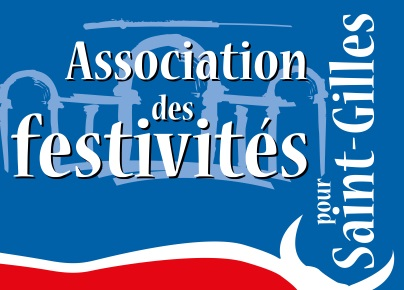 Association
des
festivités
pour
Saint-Gilles